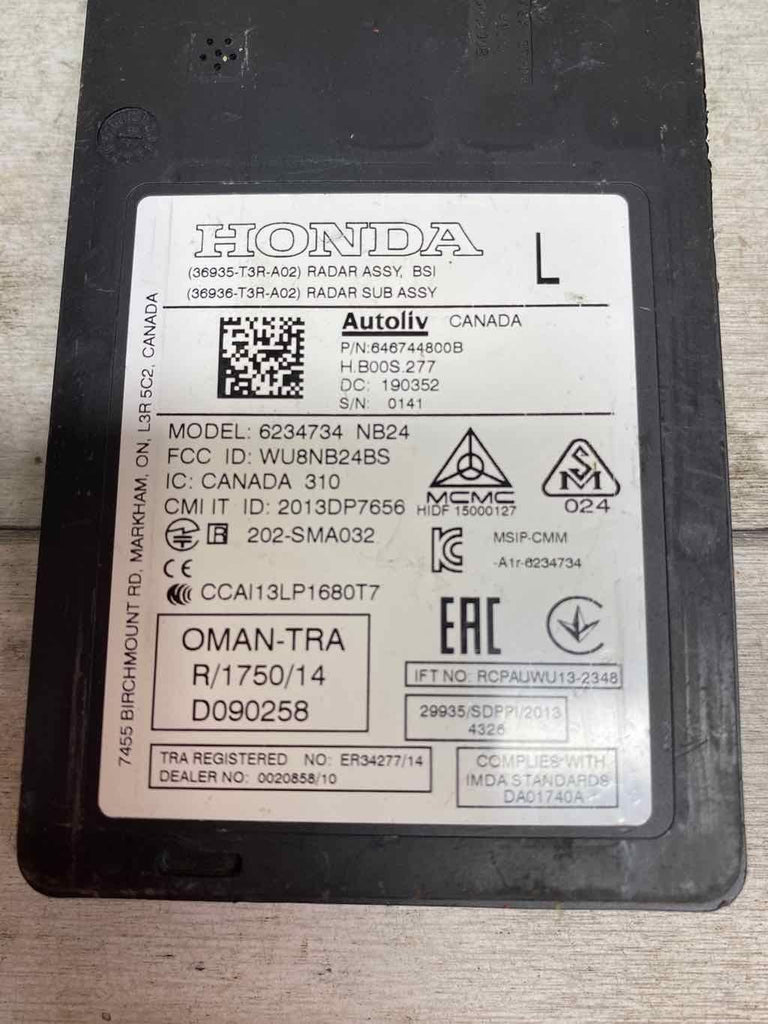 HONDA
L
(36935-T3R-A02) RADAR ASSY, BSI
(36936-T3R-A02) RADAR SUB ASSY
Autoliv CANADA
P/N:646744800B
H.B00S.277
DC: 190352
S/N: 0141
7455 BIRCHMOUNT RD, MARKHAM, ON, L3R 5C2, CANADA
MODEL: 6234734 NB24
FCC ID: WU8NB24BS
IC: CANADA 310
CMI IT ID: 2013DP7656
MCMC
HIDF 15000127
SM
024
R 202-SMA032
MSIP-CMM
-A1r-6234734
CE
CCAI13LP1680T7
EAC
OMAN-TRA
R/1750/14
D090258
IFT NO: RCPAUWU13-2348
29935/SDPPI/2013
4326
TRA REGISTERED NO: ER34277/14
DEALER NO: 0020858/10
COMPLIES WITH
IMDA STANDARDS
DA01740A